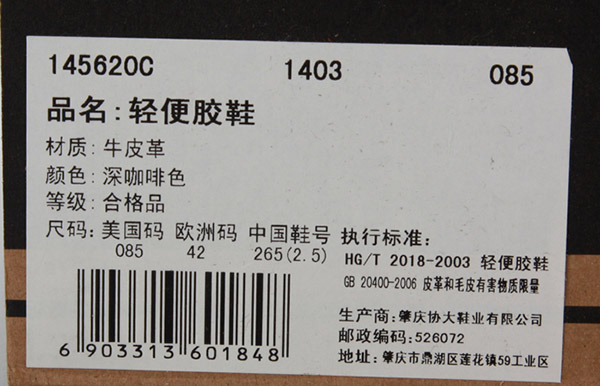 145620C 1403 085
品名:轻便胶鞋
材质:牛皮革
颜色:深咖啡色
等级:合格品
尺码:美国码 欧洲码 中国鞋号
085 42 265(2.5)
执行标准:
HG/T 2018-2003 轻便胶鞋
GB 20400-2006 皮革和毛皮有害物质限量
6 903313 601848
生产商:肇庆协大鞋业有限公司
邮政编码:526072
地址:肇庆市鼎湖区莲花镇59工业区